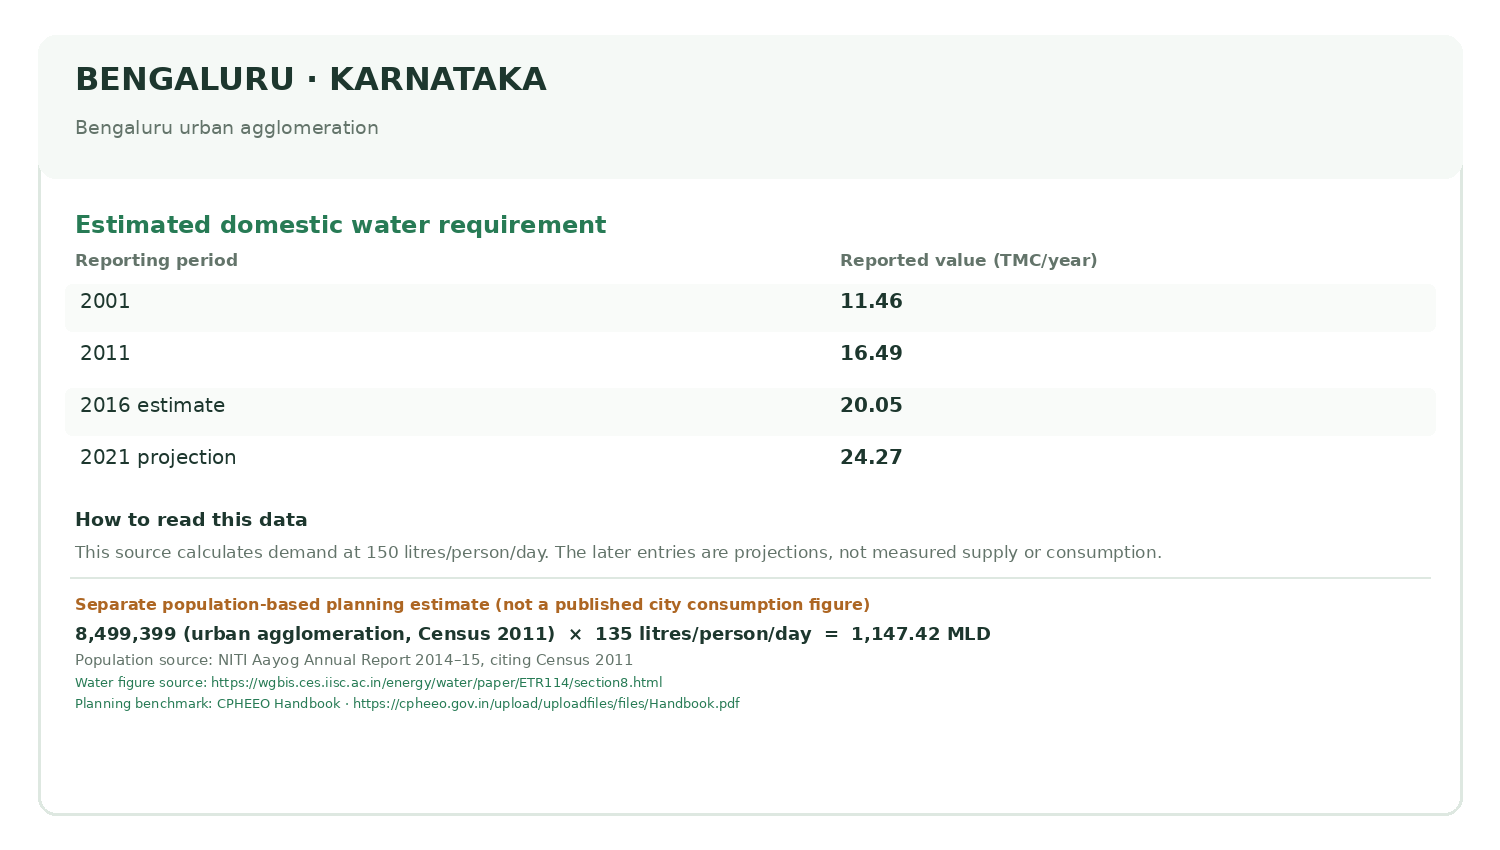 BENGALURU · KARNATAKA
Bengaluru urban agglomeration
Estimated domestic water requirement
Reporting period Reported value (TMC/year)
2001 11.46
2011 16.49
2016 estimate 20.05
2021 projection 24.27
How to read this data
This source calculates demand at 150 litres/person/day. The later entries are projections, not measured supply or consumption.
Separate population-based planning estimate (not a published city consumption figure)
8,499,399 (urban agglomeration, Census 2011) × 135 litres/person/day = 1,147.42 MLD
Population source: NITI Aayog Annual Report 2014–15, citing Census 2011
Water figure source: https://wgbis.ces.iisc.ac.in/energy/water/paper/ETR114/section8.html
Planning benchmark: CPHEEO Handbook · https://cpheeo.gov.in/upload/uploadfiles/files/Handbook.pdf